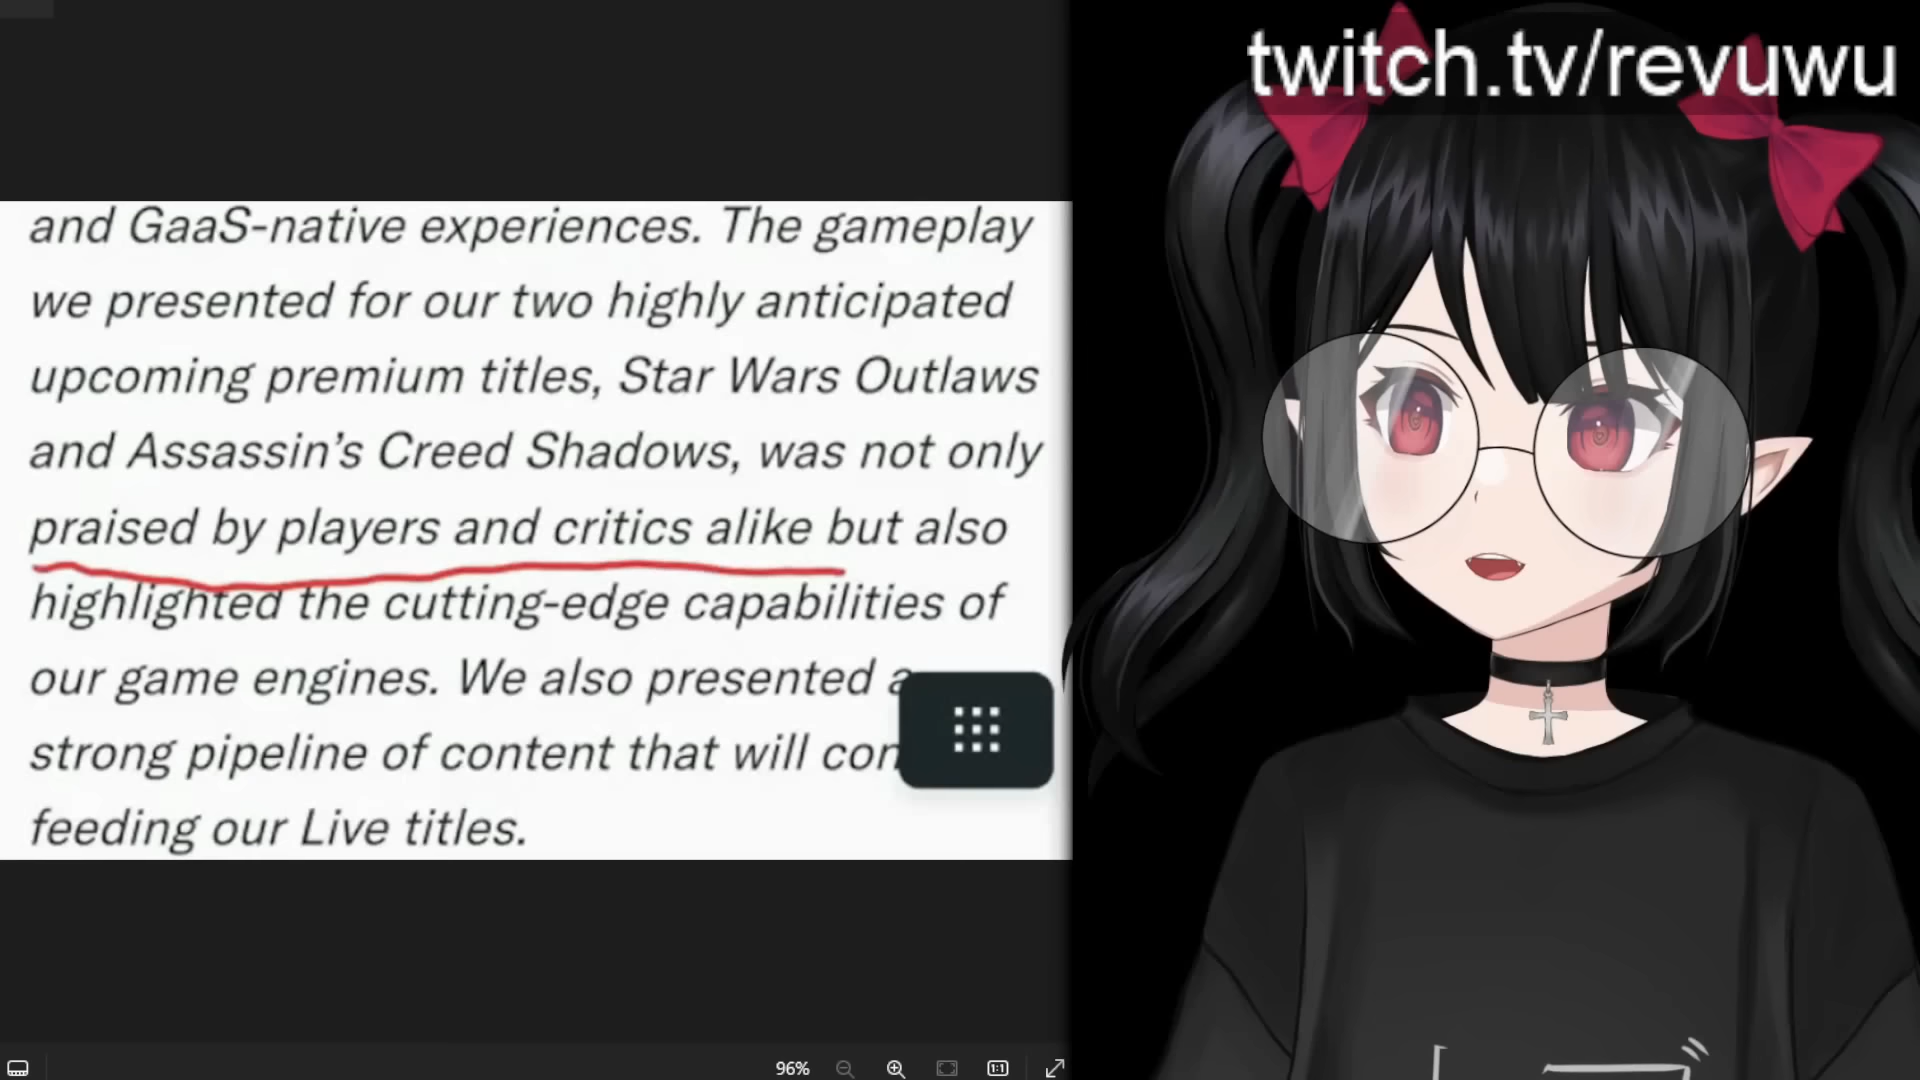 twitch.tv/revuwu
and GaaS-native experiences. The gameplay
we presented for our two highly anticipated
upcoming premium titles, Star Wars Outlaws
and Assassin’s Creed Shadows, was not only
praised by players and critics alike but also
highlighted the cutting-edge capabilities of
our game engines. We also presented a
strong pipeline of content that will con
feeding our Live titles.
96%
1:1